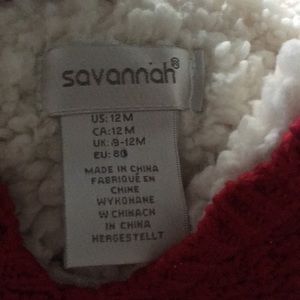 savannah®
US: 12 M
CA: 12 M
UK: 9-12M
EU: 80
MADE IN CHINA
FABRIQUÉ EN
CHINE
WYKONANE
W CHINACH
IN CHINA
HERGESTELLT